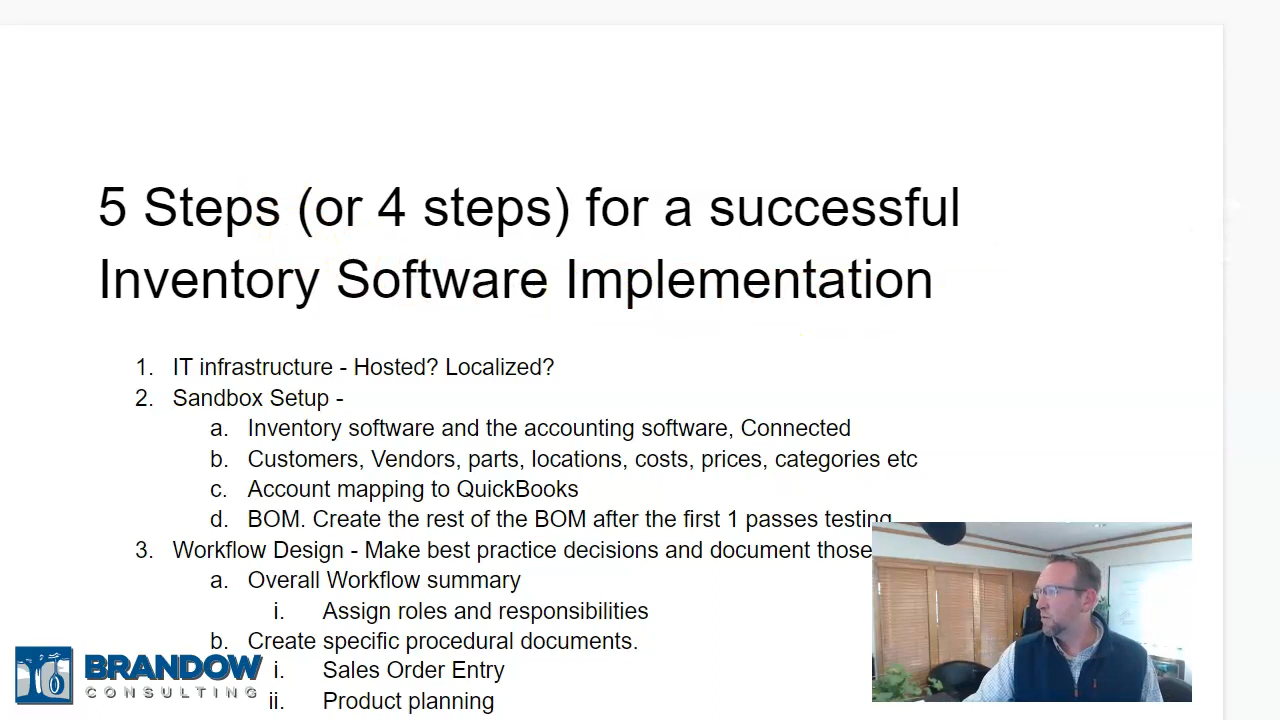 5 Steps (or 4 steps) for a successful
Inventory Software Implementation
1. IT infrastructure - Hosted? Localized?
2. Sandbox Setup -
a. Inventory software and the accounting software, Connected
b. Customers, Vendors, parts, locations, costs, prices, categories etc
c. Account mapping to QuickBooks
d. BOM. Create the rest of the BOM after the first 1 passes testing
3. Workflow Design - Make best practice decisions and document those
a. Overall Workflow summary
i. Assign roles and responsibilities
b. Create specific procedural documents.
i. Sales Order Entry
ii. Product planning
BRANDOW
CONSULTING